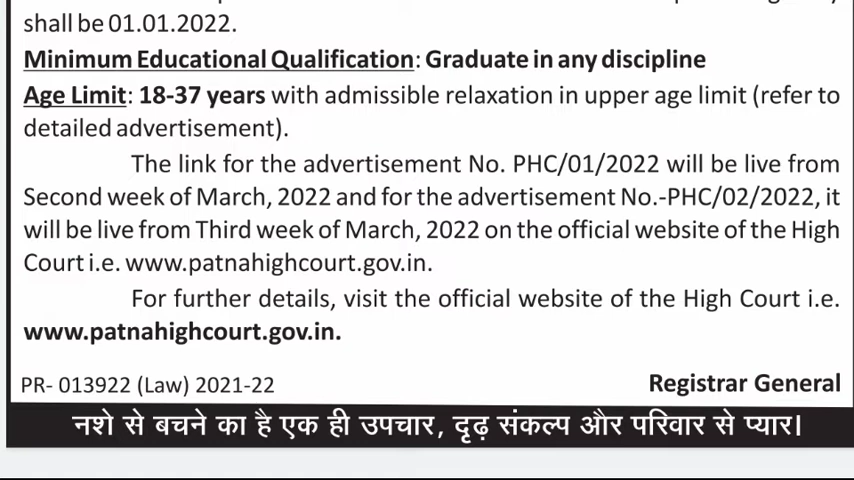 shall be 01.01.2022.
Minimum Educational Qualification: Graduate in any discipline
Age Limit: 18-37 years with admissible relaxation in upper age limit (refer to
detailed advertisement).
The link for the advertisement No. PHC/01/2022 will be live from
Second week of March, 2022 and for the advertisement No.-PHC/02/2022, it
will be live from Third week of March, 2022 on the official website of the High
Court i.e. www.patnahighcourt.gov.in.
For further details, visit the official website of the High Court i.e.
www.patnahighcourt.gov.in.
PR- 013922 (Law) 2021-22 Registrar General
नशे से बचने का है एक ही उपचार, दृढ़ संकल्प और परिवार से प्यार।